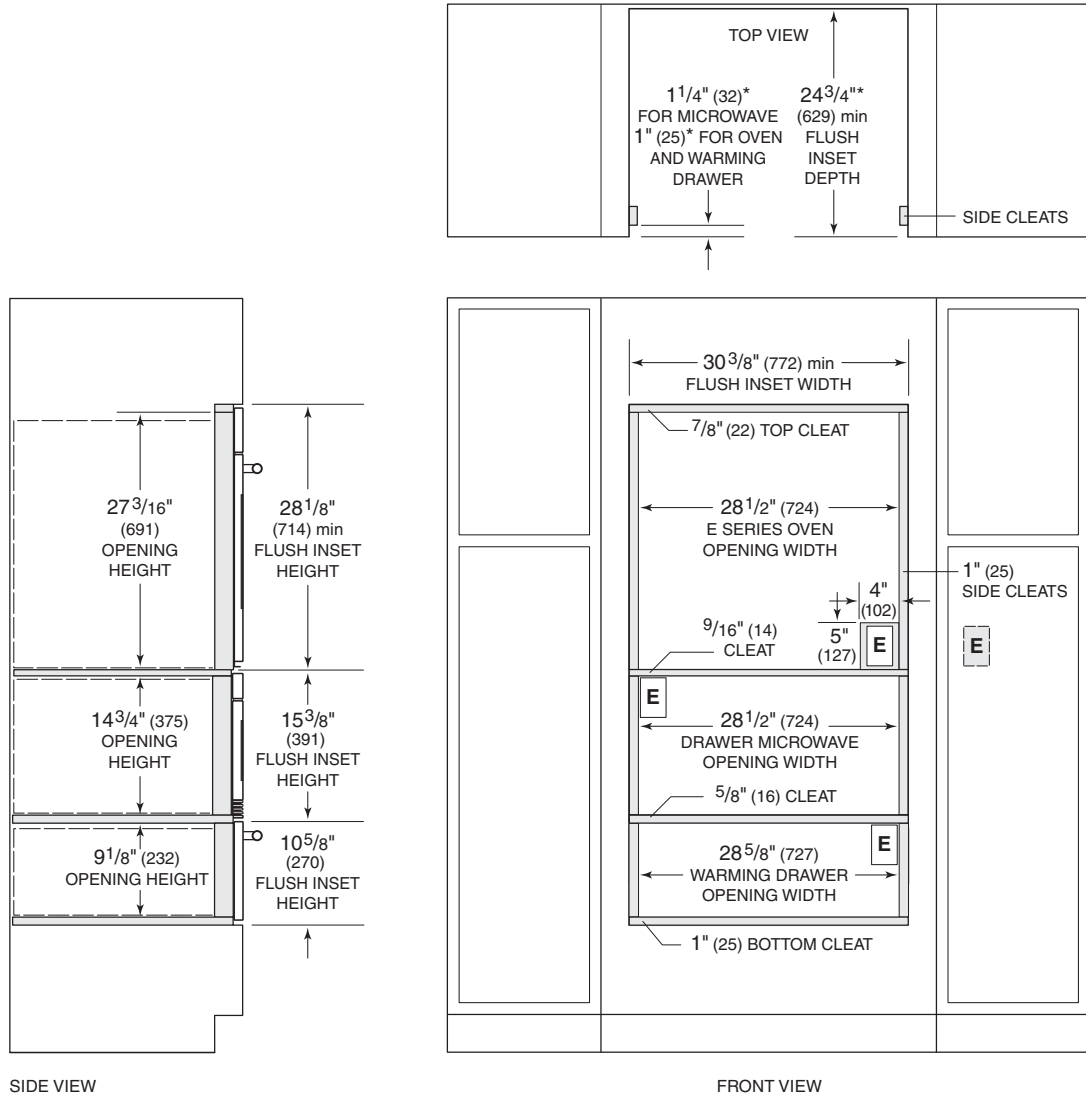 TOP VIEW
1 1/4" (32)*
FOR MICROWAVE
1" (25)* FOR OVEN
AND WARMING
DRAWER
24 3/4"*
(629) min
FLUSH
INSET
DEPTH
SIDE CLEATS
27 3/16"
(691)
OPENING
HEIGHT
28 1/8"
(714) min
FLUSH INSET
HEIGHT
14 3/4" (375)
OPENING
HEIGHT
15 3/8"
(391)
FLUSH INSET
HEIGHT
9 1/8" (232)
OPENING HEIGHT
10 5/8"
(270)
FLUSH INSET
HEIGHT
SIDE VIEW
30 3/8" (772) min
FLUSH INSET WIDTH
7/8" (22) TOP CLEAT
28 1/2" (724)
E SERIES OVEN
OPENING WIDTH
1" (25)
SIDE CLEATS
4"
(102)
9/16" (14)
CLEAT
5"
(127)
E
E
E
28 1/2" (724)
DRAWER MICROWAVE
OPENING WIDTH
5/8" (16) CLEAT
E
28 5/8" (727)
WARMING DRAWER
OPENING WIDTH
1" (25) BOTTOM CLEAT
FRONT VIEW